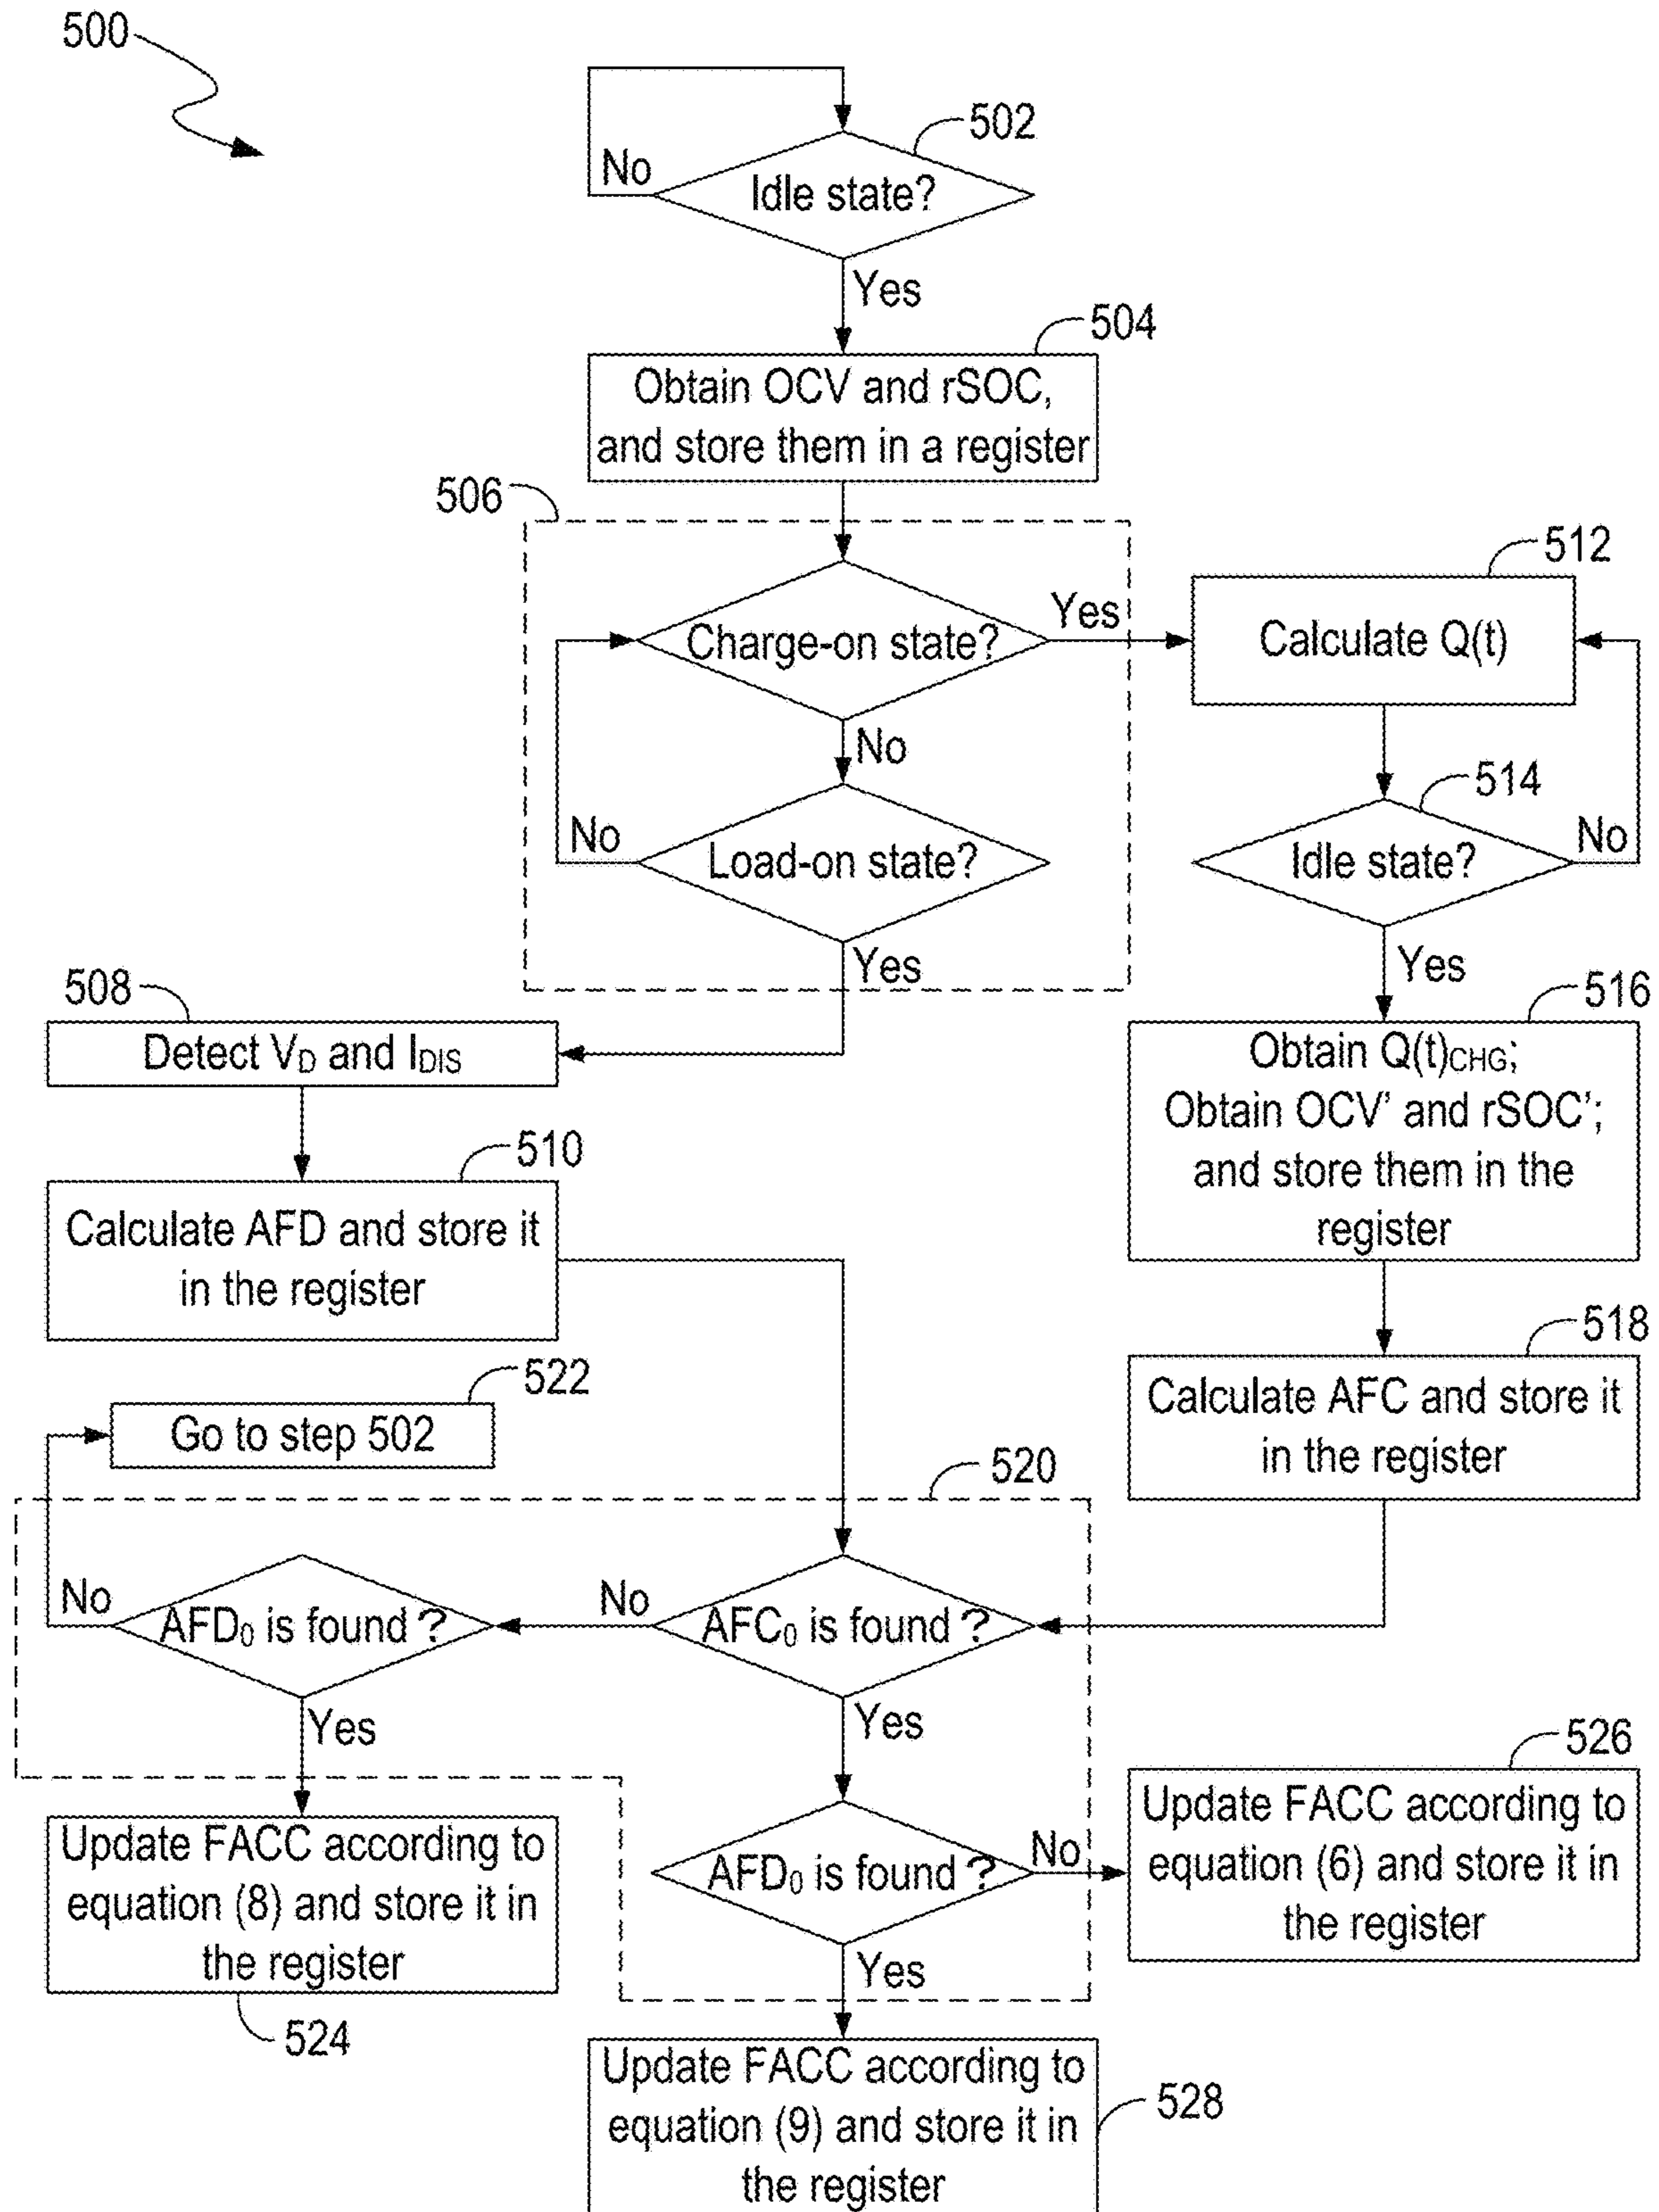 500
502
No
Idle state?
Yes
504
Obtain OCV and rSOC,
and store them in a register
506
512
Yes
Charge-on state?
Calculate Q(t)
No
514
No
Load-on state?
Idle state?
No
Yes
Yes
508
516
Detect VD and IDIS
Obtain Q(t)CHG;
Obtain OCV' and rSOC';
and store them in the
register
510
Calculate AFD and store it
in the register
518
522
Calculate AFC and store it
in the register
Go to step 502
520
No
AFD0 is found ?
No
AFC0 is found ?
Yes
Yes
526
Update FACC according to
equation (8) and store it in
the register
AFD0 is found ?
No
Update FACC according to
equation (6) and store it in
the register
Yes
524
Update FACC according to
equation (9) and store it in
the register
528